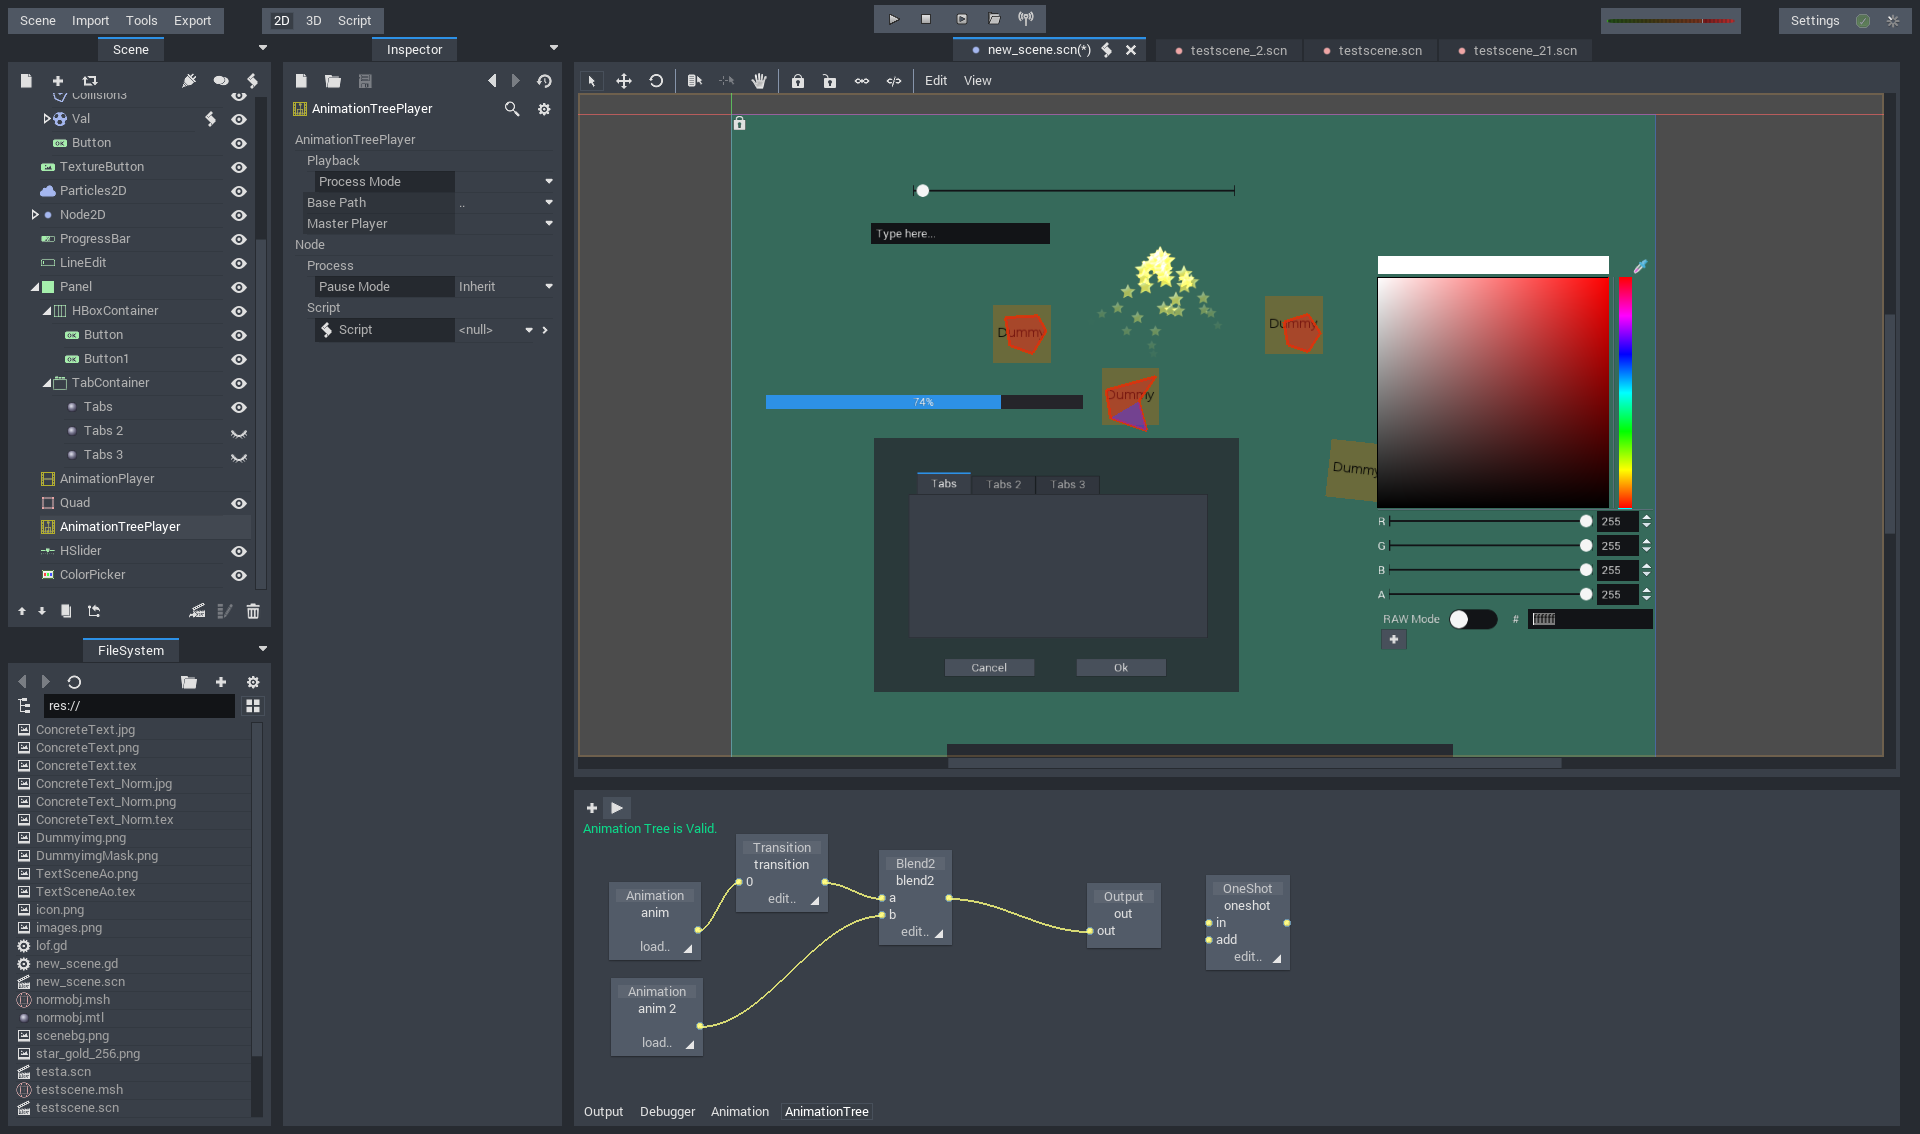 Scene Import Tools Export 2D 3D Script Settings
Scene
Collision3
Val
Button
TextureButton
Particles2D
Node2D
ProgressBar
LineEdit
Panel
HBoxContainer
Button
Button1
TabContainer
Tabs
Tabs 2
Tabs 3
AnimationPlayer
Quad
AnimationTreePlayer
HSlider
ColorPicker
FileSystem
res://
ConcreteText.jpg
ConcreteText.png
ConcreteText.tex
ConcreteText_Norm.jpg
ConcreteText_Norm.png
ConcreteText_Norm.tex
Dummyimg.png
DummyimgMask.png
TextSceneAo.png
TextSceneAo.tex
icon.png
images.png
lof.gd
new_scene.gd
new_scene.scn
normobj.msh
normobj.mtl
scenebg.png
star_gold_256.png
testa.scn
testscene.msh
testscene.scn
Inspector
AnimationTreePlayer
AnimationTreePlayer
Playback
Process Mode
Base Path ..
Master Player
Node
Process
Pause Mode Inherit
Script
Script <null>
new_scene.scn(*) testscene_2.scn testscene.scn testscene_21.scn
Edit View
Type here...
Dummy
Dummy
Dummy
Dummy
74%
Tabs Tabs 2 Tabs 3
Cancel Ok
R 255
G 255
B 255
A 255
RAW Mode # ffffff
Animation Tree is Valid.
Animation
anim
load..
Animation
anim 2
load..
Transition
transition
0
edit..
Blend2
blend2
a
b
edit..
Output
out
out
OneShot
oneshot
in
add
edit..
Output Debugger Animation AnimationTree